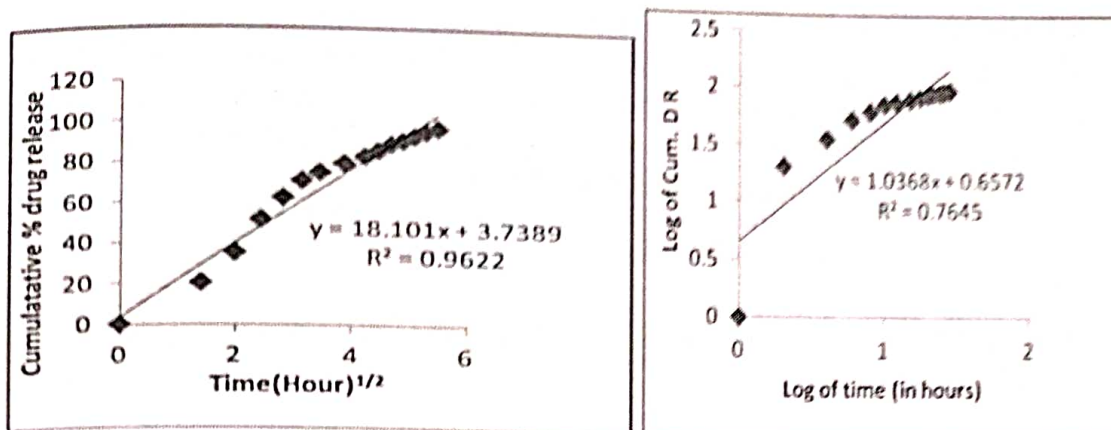 Cumulatative % drug release
120
100
80
60
40
20
0
0
2
4
6
y = 18.101x + 3.7389
R² = 0.9622
Time(Hour)¹/²
Log of Cum. D R
2.5
2
1.5
1
0.5
0
0
1
2
y = 1.0368x + 0.6572
R² = 0.7645
Log of time (in hours)